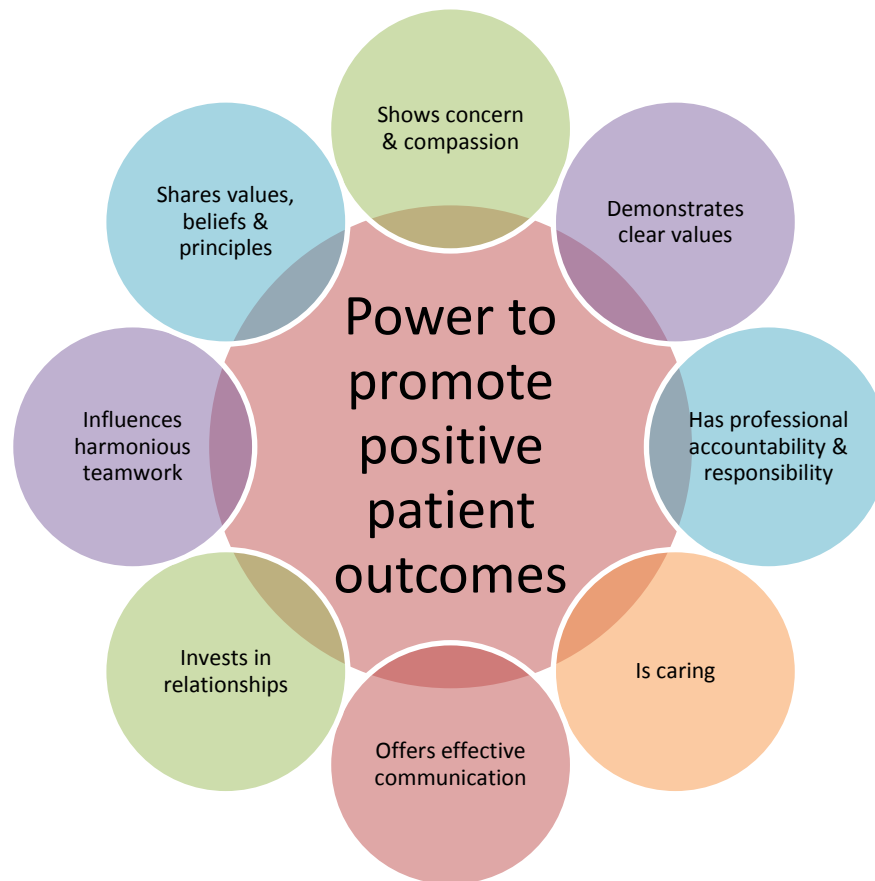 Shows concern
& compassion
Demonstrates
clear values
Has professional
accountability &
responsibility
Is caring
Offers effective
communication
Invests in
relationships
Influences
harmonious
teamwork
Shares values,
beliefs &
principles
Power to
promote
positive
patient
outcomes